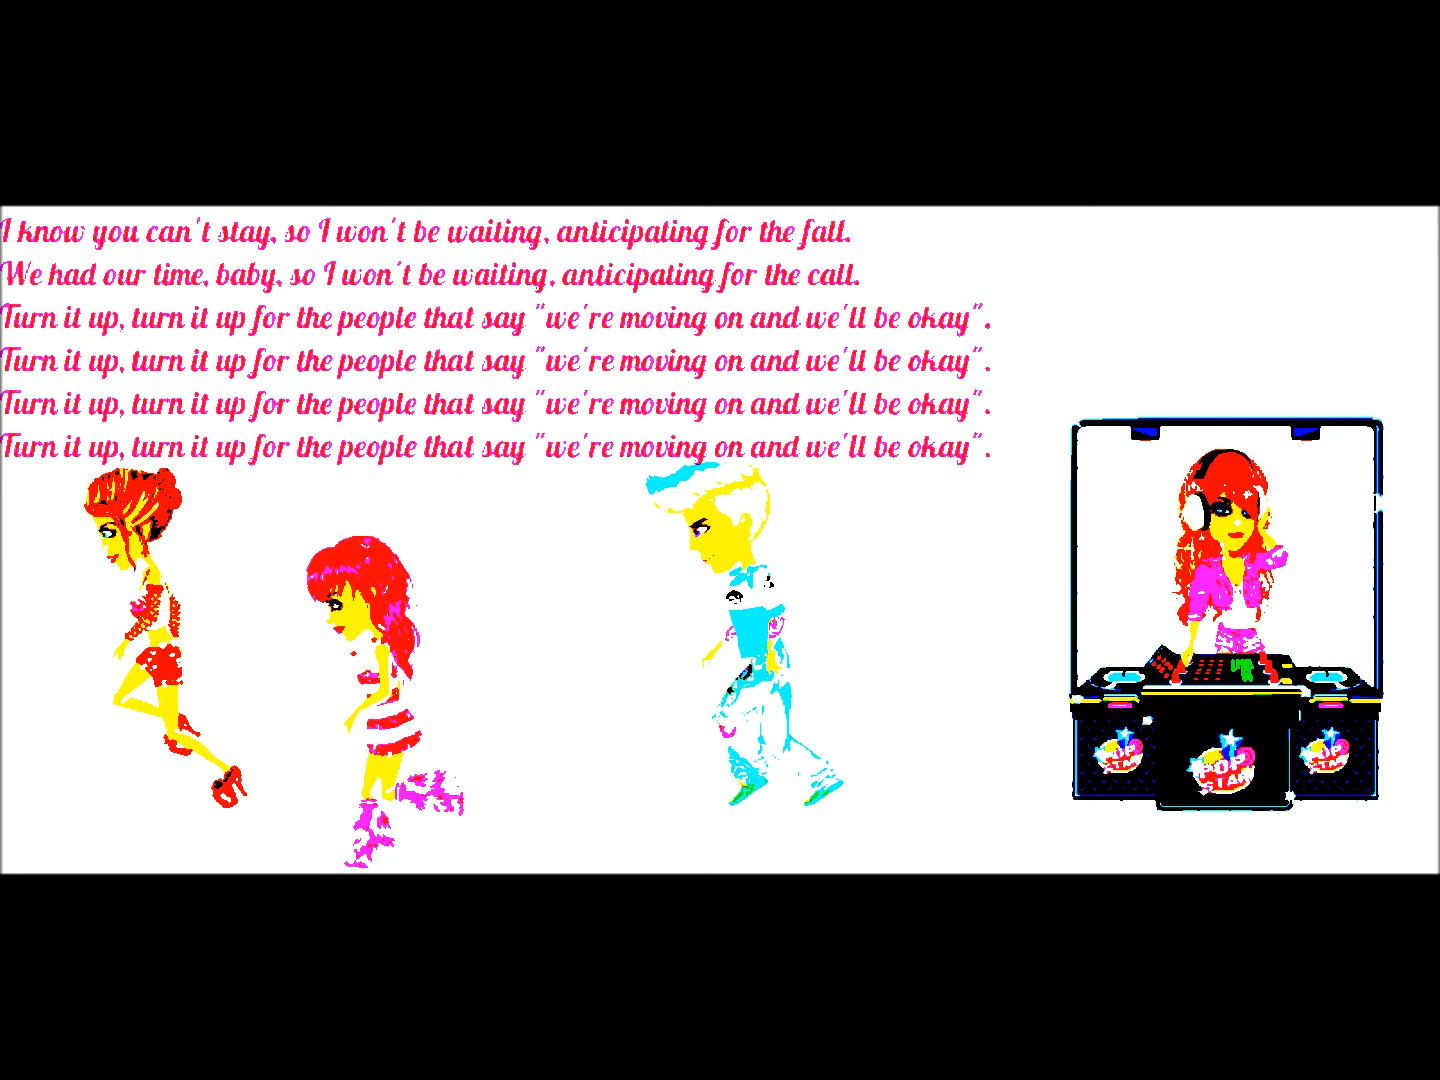 I know you can't stay, so I won't be waiting, anticipating for the fall.
We had our time, baby, so I won't be waiting, anticipating for the call.
Turn it up, turn it up for the people that say "we're moving on and we'll be okay".
Turn it up, turn it up for the people that say "we're moving on and we'll be okay".
Turn it up, turn it up for the people that say "we're moving on and we'll be okay".
Turn it up, turn it up for the people that say "we're moving on and we'll be okay".
POP
STAR
POP
STAR
POP
STAR